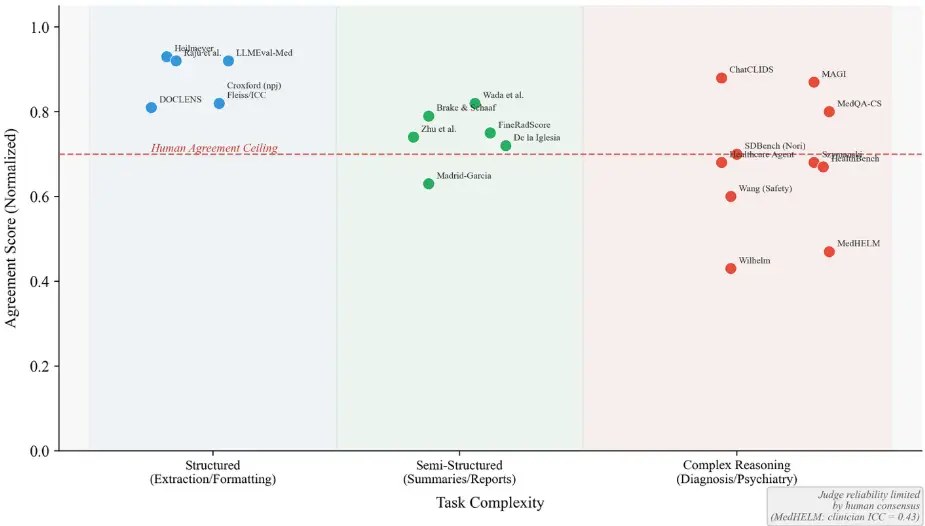 1.0
0.8
0.6
0.4
0.2
0.0
Agreement Score (Normalized)
Heilmeyer
Raju et al.
LLMEval-Med
DOCLENS
Croxford (npj)
Fleiss/ICC
Human Agreement Ceiling
Wada et al.
Brake & Schaaf
Zhu et al.
FineRadScore
De la Iglesia
Madrid-Garcia
ChatCLIDS
MAGI
MedQA-CS
SDBench (Nori)
Healthcare Agent
HealthBench
Wang (Safety)
MedHELM
Wilhelm
Structured
(Extraction/Formatting)
Semi-Structured
(Summaries/Reports)
Complex Reasoning
(Diagnosis/Psychiatry)
Task Complexity
Judge reliability limited
by human consensus
(MedHELM: clinician ICC = 0.43)